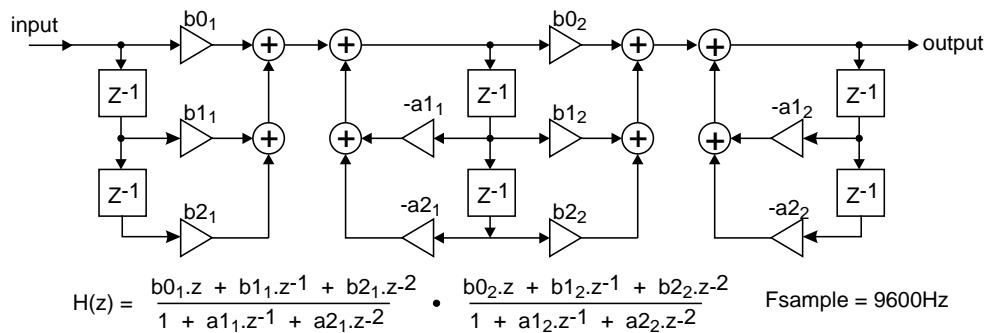 input
b0₁
b0₂
output
Z⁻¹
Z⁻¹
Z⁻¹
b1₁
-a1₁
b1₂
-a1₂
Z⁻¹
Z⁻¹
Z⁻¹
b2₁
-a2₁
b2₂
-a2₂
H(z) = b0₁.z + b1₁.z⁻¹ + b2₁.z⁻² / 1 + a1₁.z⁻¹ + a2₁.z⁻² • b0₂.z + b1₂.z⁻¹ + b2₂.z⁻² / 1 + a1₂.z⁻¹ + a2₂.z⁻² Fsample = 9600Hz